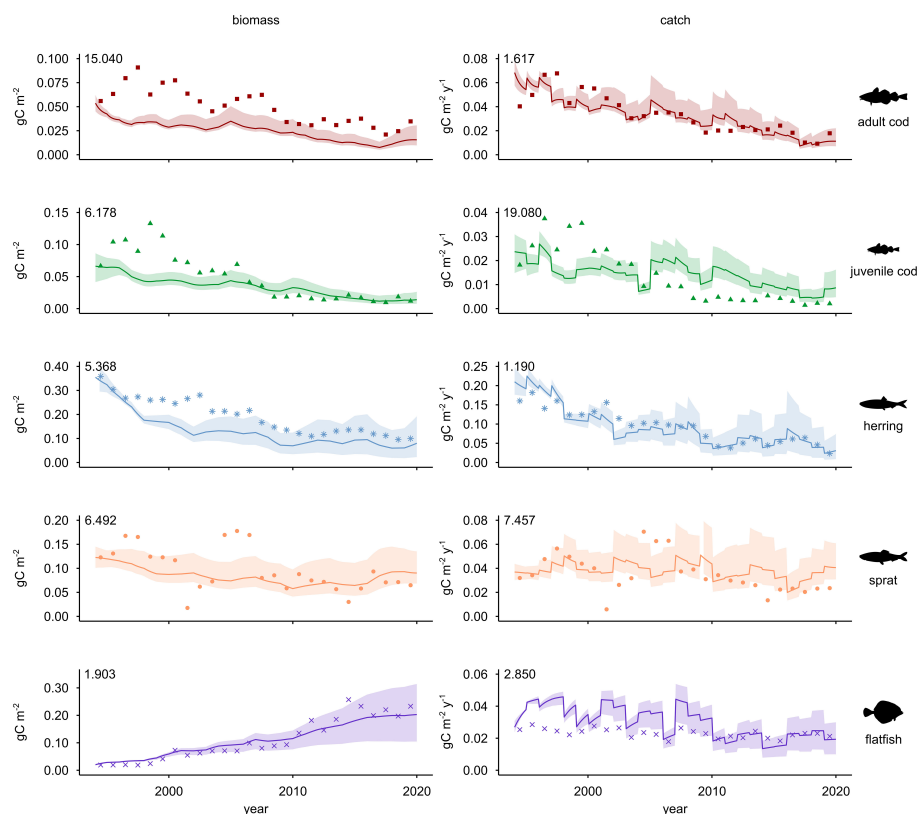 biomass
catch
15.040
0.100
0.075
0.050
0.025
0.000
gC m⁻²
1.617
0.08
0.06
0.04
0.02
0.00
gC m⁻² y⁻¹
adult cod
6.178
0.15
0.10
0.05
0.00
gC m⁻²
19.080
0.04
0.03
0.02
0.01
0.00
gC m⁻² y⁻¹
juvenile cod
5.368
0.40
0.30
0.20
0.10
0.00
gC m⁻²
1.190
0.25
0.20
0.15
0.10
0.05
0.00
gC m⁻² y⁻¹
herring
6.492
0.20
0.15
0.10
0.05
0.00
gC m⁻²
7.457
0.08
0.06
0.04
0.02
0.00
gC m⁻² y⁻¹
sprat
1.903
0.30
0.20
0.10
0.00
gC m⁻²
2.850
0.06
0.04
0.02
0.00
gC m⁻² y⁻¹
flatfish
2000 2010 2020
year
2000 2010 2020
year